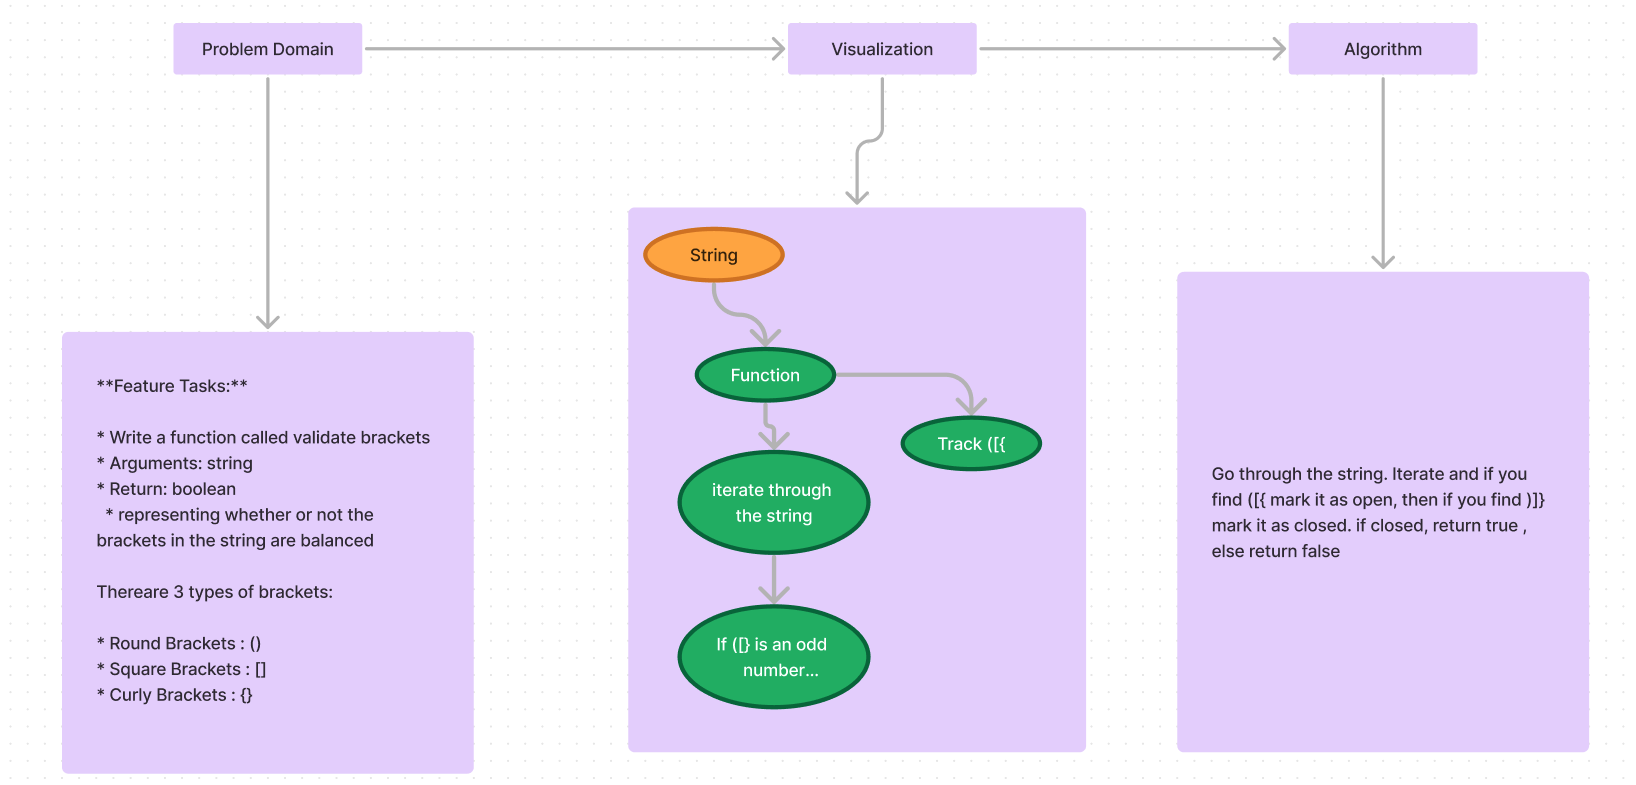 Problem Domain
Visualization
Algorithm
**Feature Tasks:**
* Write a function called validate brackets
* Arguments: string
* Return: boolean
* representing whether or not the
brackets in the string are balanced
Thereare 3 types of brackets:
* Round Brackets : ()
* Square Brackets : []
* Curly Brackets : {}
String
Function
Track ([{
iterate through
the string
If ([} is an odd
number...
Go through the string. Iterate and if you
find ([{ mark it as open, then if you find )]}
mark it as closed. if closed, return true ,
else return false